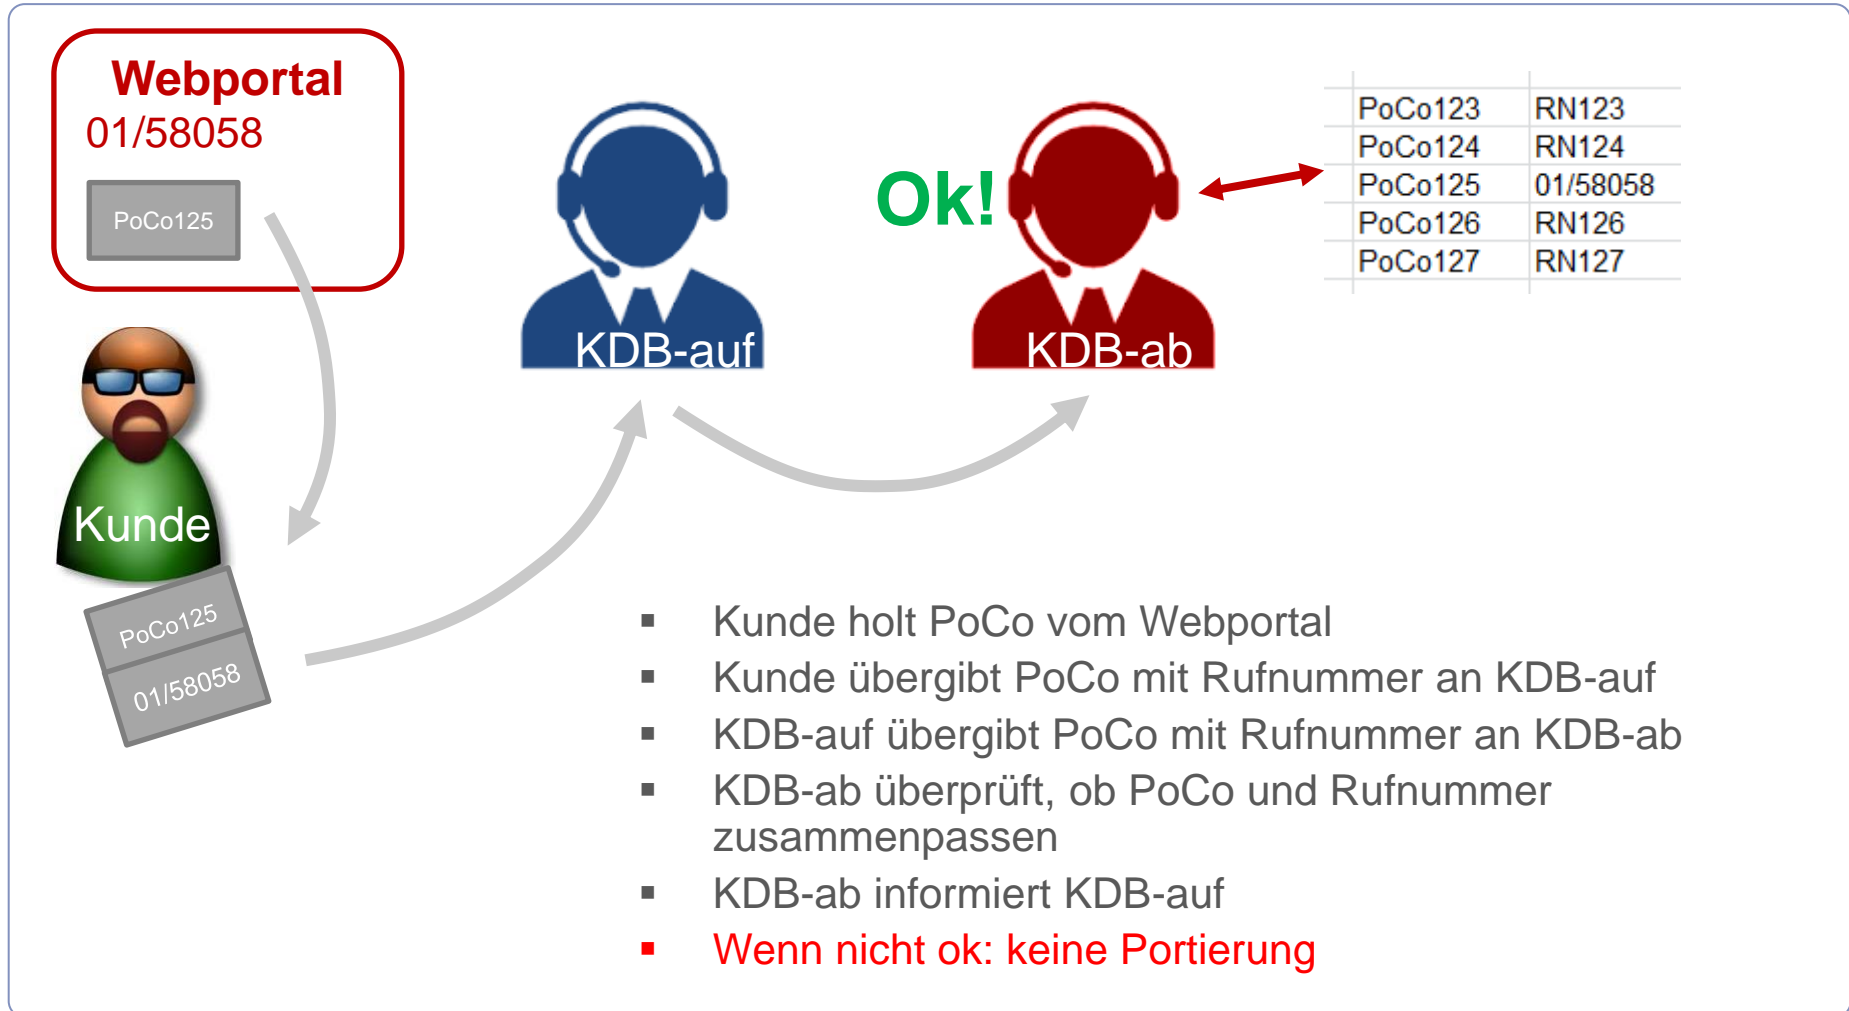 Webportal
01/58058
PoCo125
Kunde
PoCo125
01/58058
KDB-auf
Ok!
KDB-ab
PoCo123 RN123
PoCo124 RN124
PoCo125 01/58058
PoCo126 RN126
PoCo127 RN127
▪ Kunde holt PoCo vom Webportal
▪ Kunde übergibt PoCo mit Rufnummer an KDB-auf
▪ KDB-auf übergibt PoCo mit Rufnummer an KDB-ab
▪ KDB-ab überprüft, ob PoCo und Rufnummer
zusammenpassen
▪ KDB-ab informiert KDB-auf
▪ Wenn nicht ok: keine Portierung